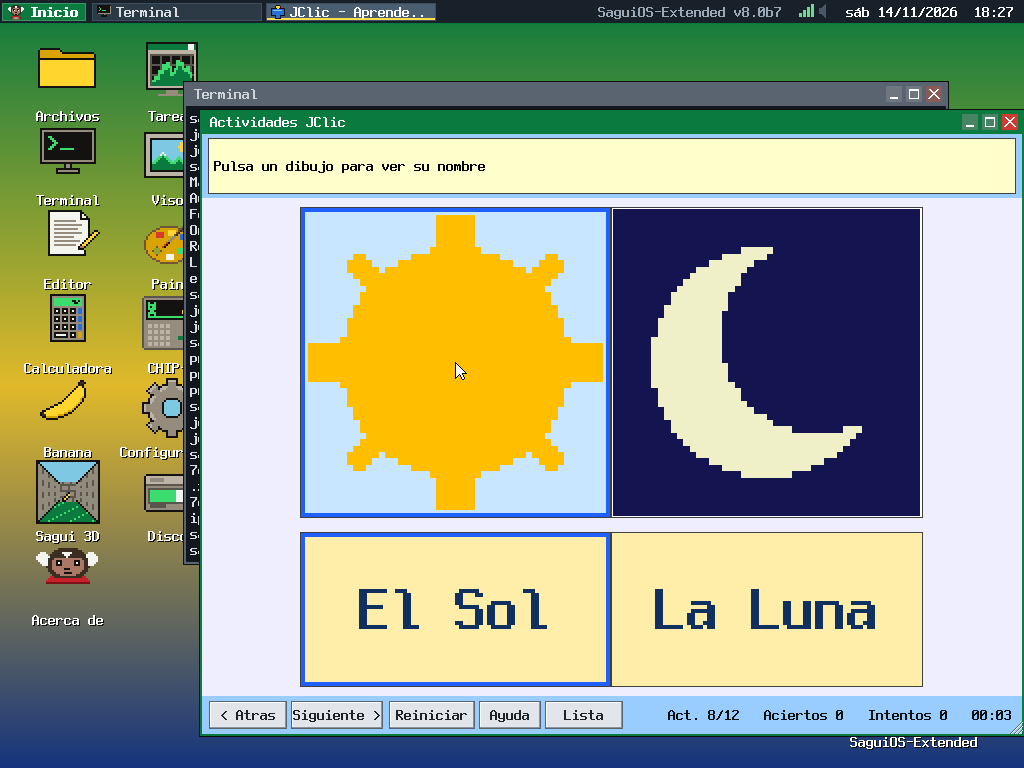 Inicio
Terminal
JClic - Aprende..
SaguiOS-Extended v8.0b7
sáb 14/11/2026
18:27
Archivos
Terminal
Editor
Calculadora
CHIP
Banana
Sagui 3D
Acerca de
Terminal
Actividades JClic
Pulsa un dibujo para ver su nombre
El Sol
La Luna
< Atras
Siguiente >
Reiniciar
Ayuda
Lista
Act. 8/12
Aciertos 0
Intentos 0
00:03
SaguiOS-Extended